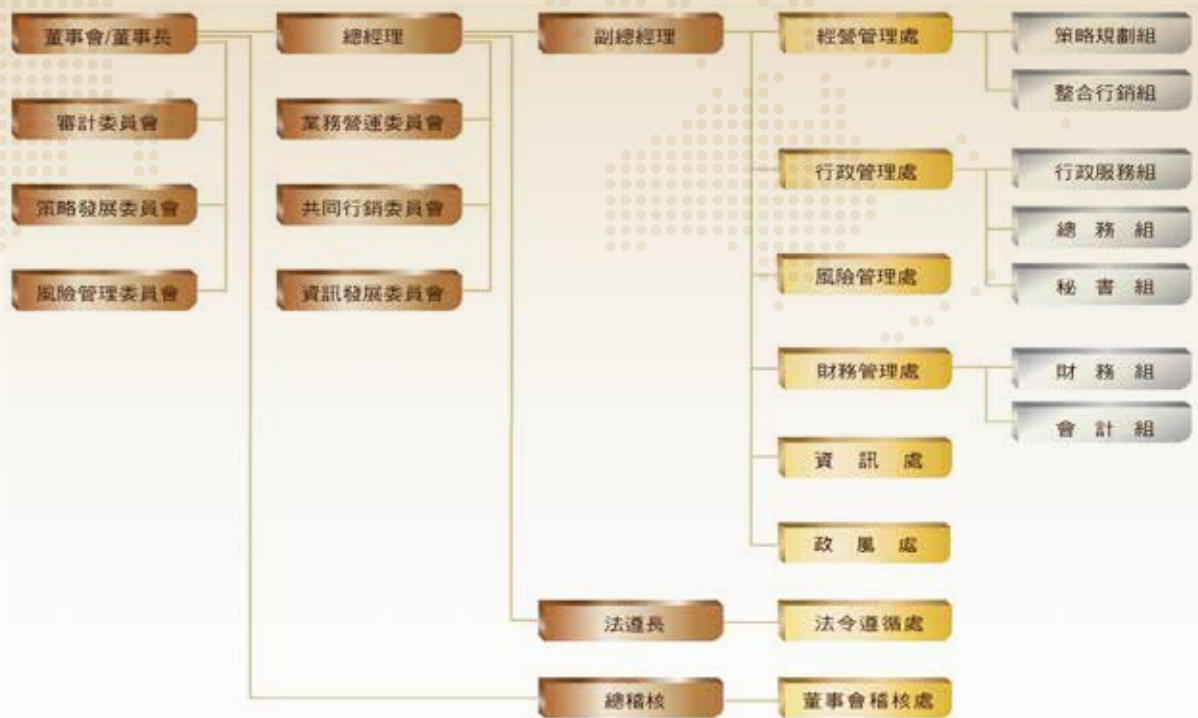 董事會/董事長
總經理
副總經理
經營管理處
策略規劃組
整合行銷組
審計委員會
業務營運委員會
行政管理處
行政服務組
策略發展委員會
共同行銷委員會
總 務 組
風險管理委員會
資訊發展委員會
風險管理處
秘 書 組
財務管理處
財 務 組
會 計 組
資 訊 處
政 風 處
法遵長
法令遵循處
總稽核
董事會稽核處